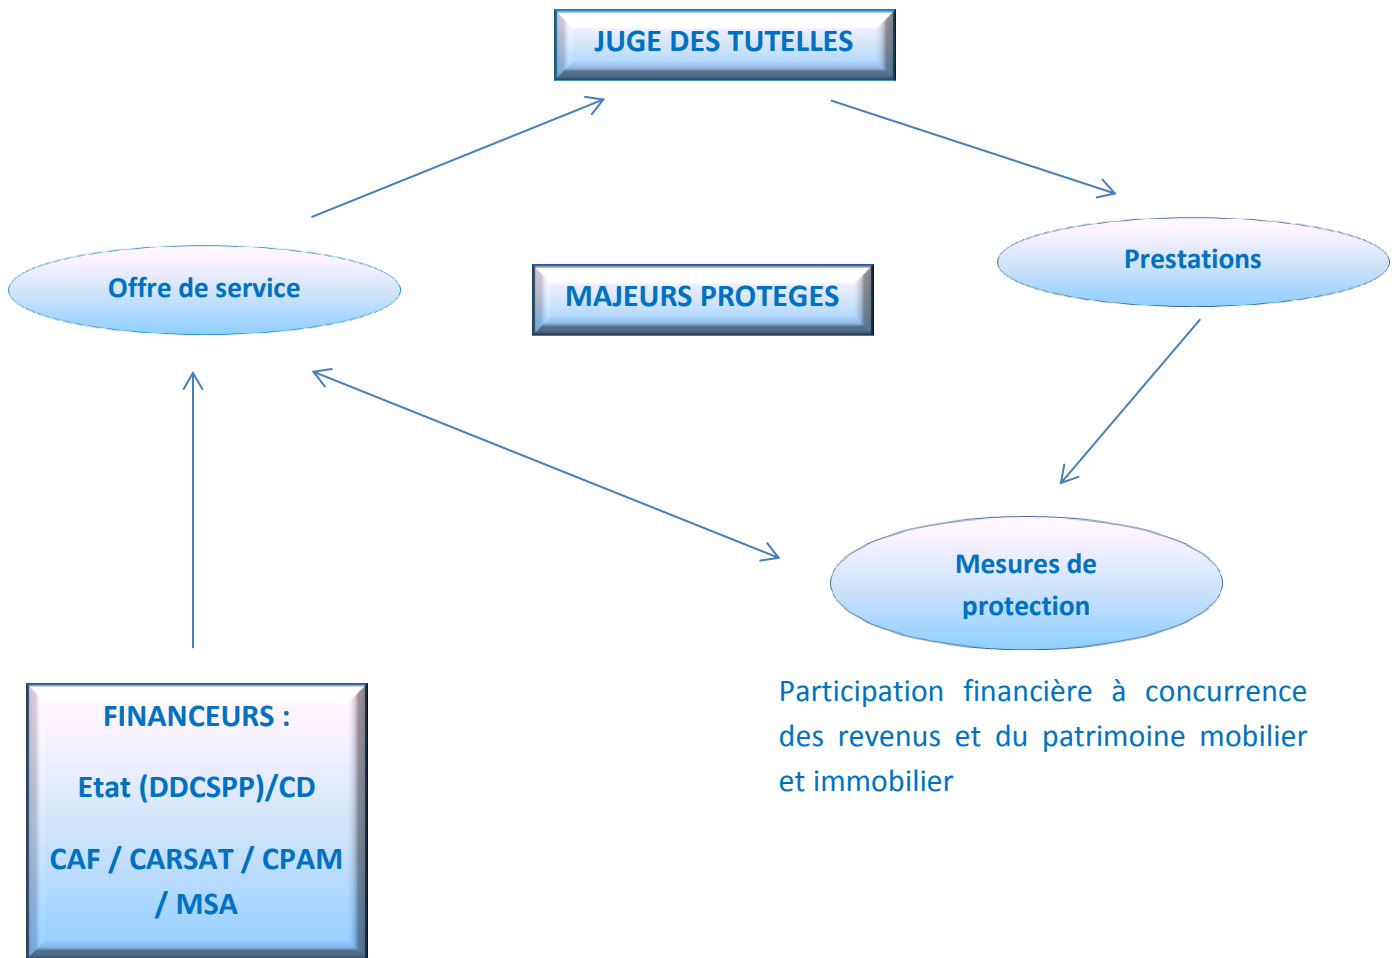 JUGE DES TUTELLES
Offre de service
MAJEURS PROTEGES
Prestations
Mesures de
protection
Participation financière à concurrence
des revenus et du patrimoine mobilier
et immobilier
FINANCEURS :
Etat (DDCSPP)/CD
CAF / CARSAT / CPAM
/ MSA